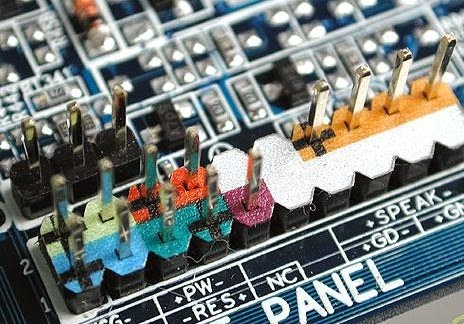 2
1
+SPEAK-
-GD-
+PW-
-RES+
NC
PANEL